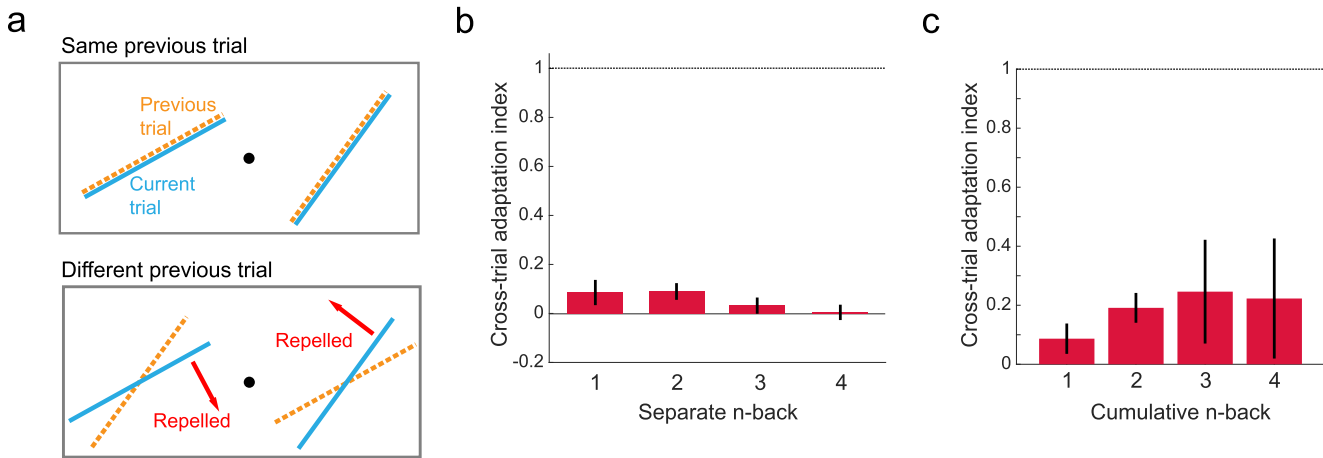 a
Same previous trial
Previous
trial
Current
trial
Different previous trial
Repelled
Repelled
b
Cross-trial adaptation index
1
0.8
0.6
0.4
0.2
0
-0.2
1 2 3 4
Separate n-back
c
Cross-trial adaptation index
1
0.8
0.6
0.4
0.2
0
1 2 3 4
Cumulative n-back